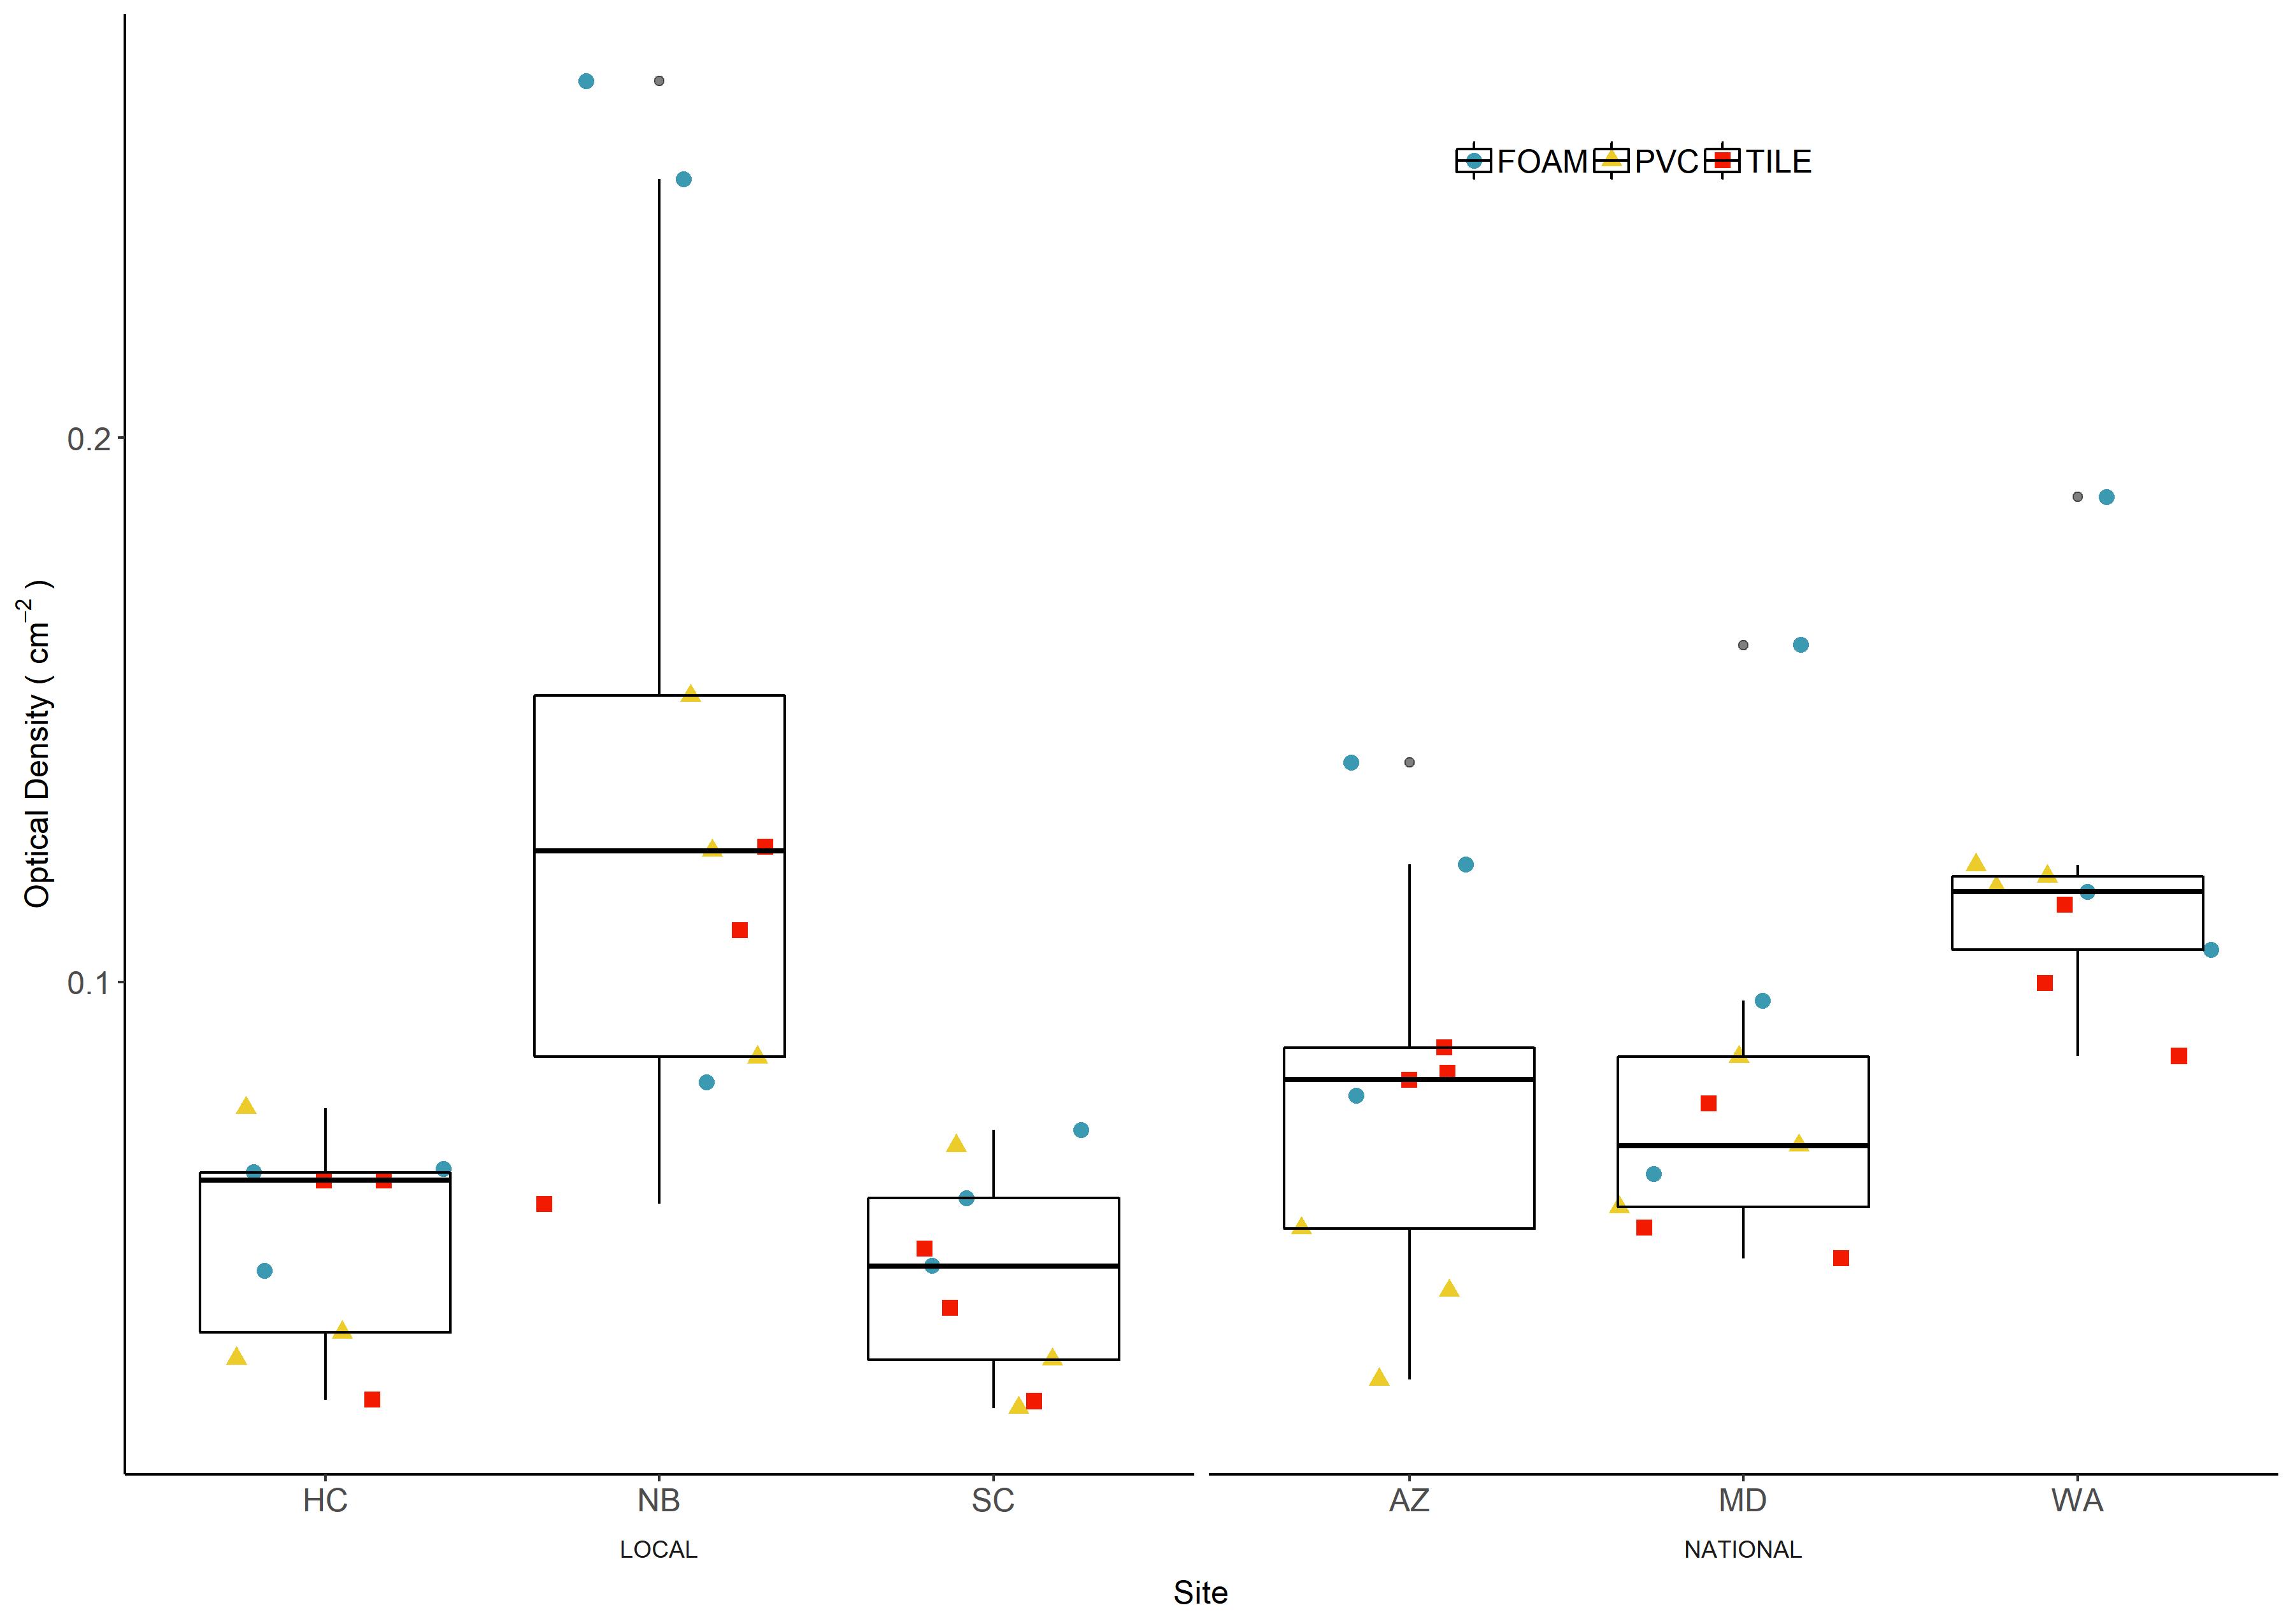 FOAM PVC TILE
0.2
0.1
Optical Density ( cm⁻² )
HC NB SC AZ MD WA
LOCAL NATIONAL
Site